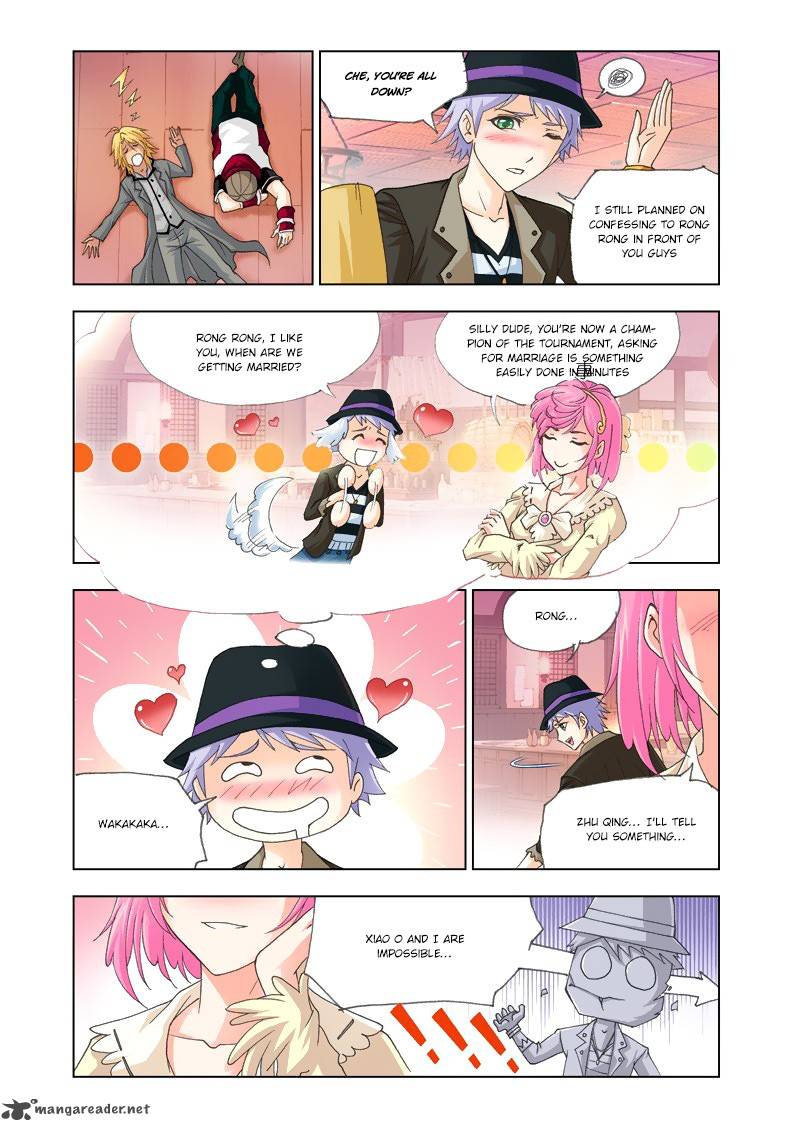 CHE, YOU'RE ALL
DOWN?
I STILL PLANNED ON
CONFESSING TO RONG
RONG IN FRONT OF
YOU GUYS
RONG RONG, I LIKE
YOU, WHEN ARE WE
GETTING MARRIED?
SILLY DUDE, YOU'RE NOW A CHAM-
PION OF THE TOURNAMENT, ASKING
FOR MARRIAGE IS SOMETHING
EASILY DONE IN MINUTES
事
WAKAKAKA...
RONG...
ZHU QING... I'LL TELL
YOU SOMETHING...
XIAO O AND I ARE
IMPOSSIBLE...
!!!
mangareader.net